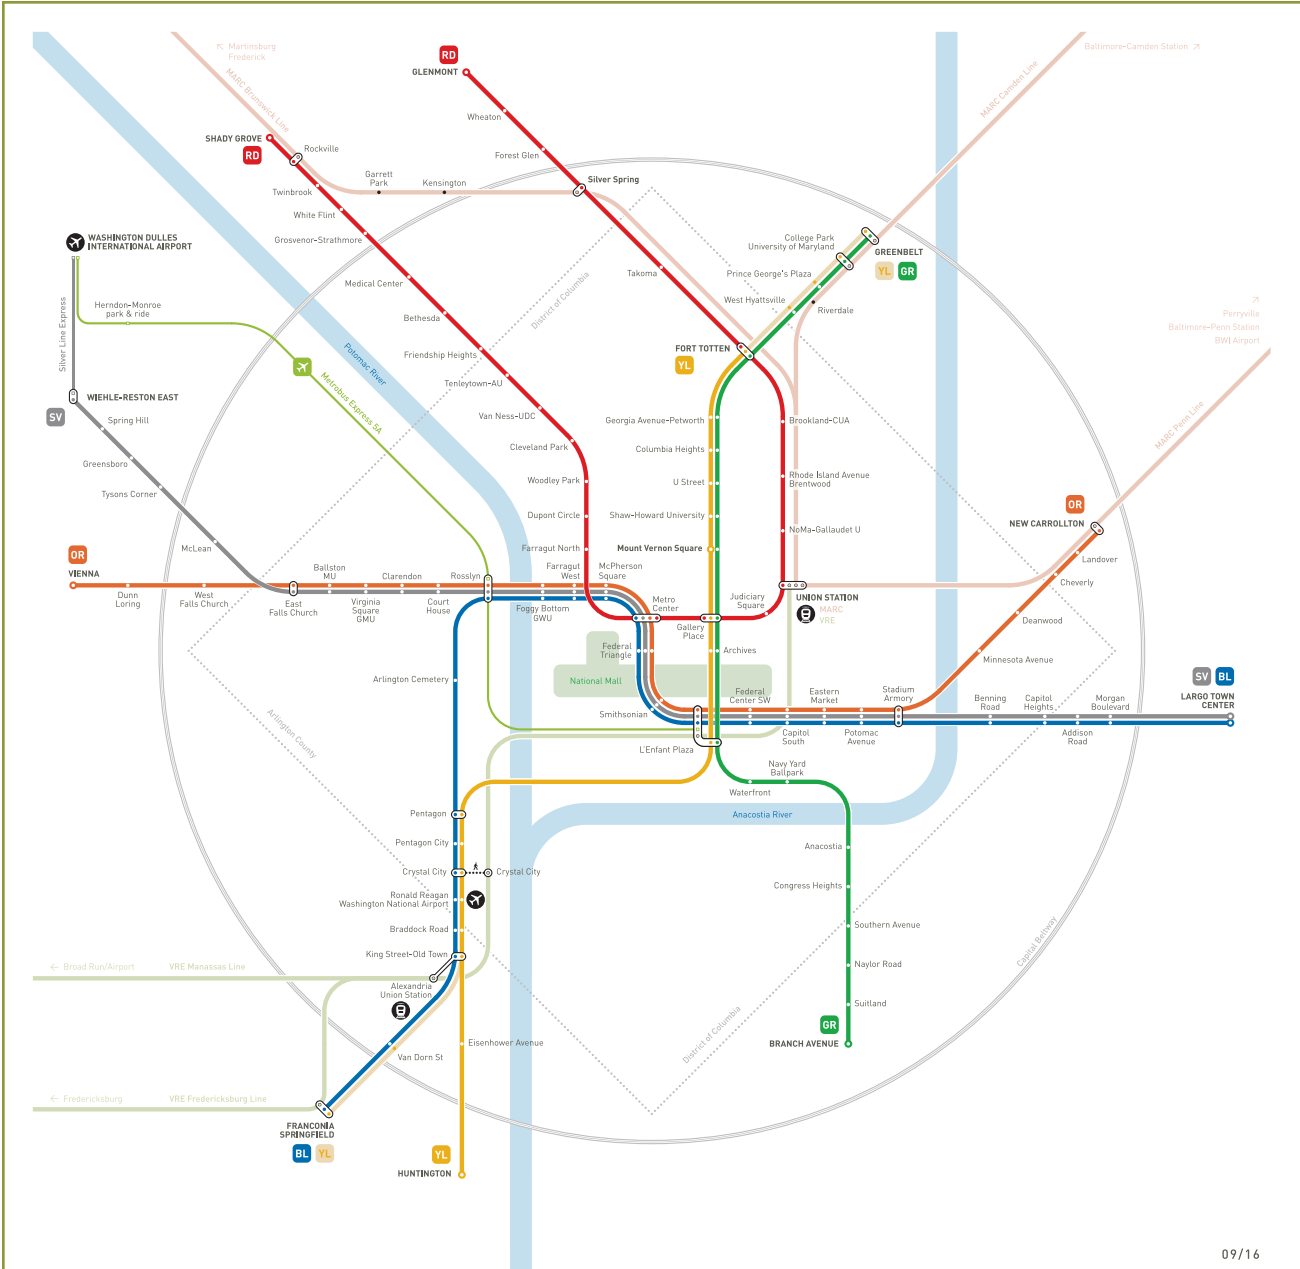 Martinsburg
Frederick
MARC Brunswick Line
RD
GLENMONT
Baltimore-Camden Station
MARC Camden Line
Wheaton
Forest Glen
SHADY GROVE
RD
Rockville
Garrett
Park
Kensington
Silver Spring
Twinbrook
White Flint
Grosvenor-Strathmore
Medical Center
Bethesda
Friendship Heights
Tenleytown-AU
Van Ness-UDC
Cleveland Park
Woodley Park
Dupont Circle
Farragut North
WASHINGTON DULLES
INTERNATIONAL AIRPORT
Herndon-Monroe
park & ride
Silver Line Express
Metrobus Express 5A
Potomac River
District of Columbia
Takoma
College Park
University of Maryland
GREENBELT
YL
GR
Prince George's Plaza
West Hyattsville
Riverdale
FORT TOTTEN
YL
Perryville
Baltimore-Penn Station
BWI Airport
MARC Penn Line
WIEHLE-RESTON EAST
SV
Spring Hill
Greensboro
Tysons Corner
McLean
Georgia Avenue-Petworth
Columbia Heights
U Street
Shaw-Howard University
Mount Vernon Square
Brookland-CUA
Rhode Island Avenue
Brentwood
NoMa-Gallaudet U
OR
NEW CARROLLTON
Landover
Cheverly
Deanwood
Minnesota Avenue
OR
VIENNA
Dunn
Loring
West
Falls Church
East
Falls Church
Ballston
MU
Virginia
Square
GMU
Clarendon
Court
House
Rosslyn
Foggy Bottom
GWU
Farragut
West
McPherson
Square
Metro
Center
Gallery
Place
Judiciary
Square
UNION STATION
MARC
VRE
Federal
Triangle
Archives
National Mall
Smithsonian
L'Enfant Plaza
Federal
Center SW
Capitol
South
Eastern
Market
Potomac
Avenue
Stadium
Armory
Benning
Road
Capitol
Heights
Addison
Road
Morgan
Boulevard
SV
BL
LARGO TOWN
CENTER
Arlington Cemetery
Arlington County
Waterfront
Navy Yard
Ballpark
Anacostia River
Pentagon
Pentagon City
Crystal City
Crystal City
Ronald Reagan
Washington National Airport
Braddock Road
King Street-Old Town
Alexandria
Union Station
Anacostia
Congress Heights
Southern Avenue
Naylor Road
Suitland
GR
BRANCH AVENUE
Capital Beltway
District of Columbia
Broad Run/Airport
VRE Manassas Line
Van Dorn St
Eisenhower Avenue
Fredericksburg
VRE Fredericksburg Line
FRANCONIA
SPRINGFIELD
BL
YL
YL
HUNTINGTON
09/16